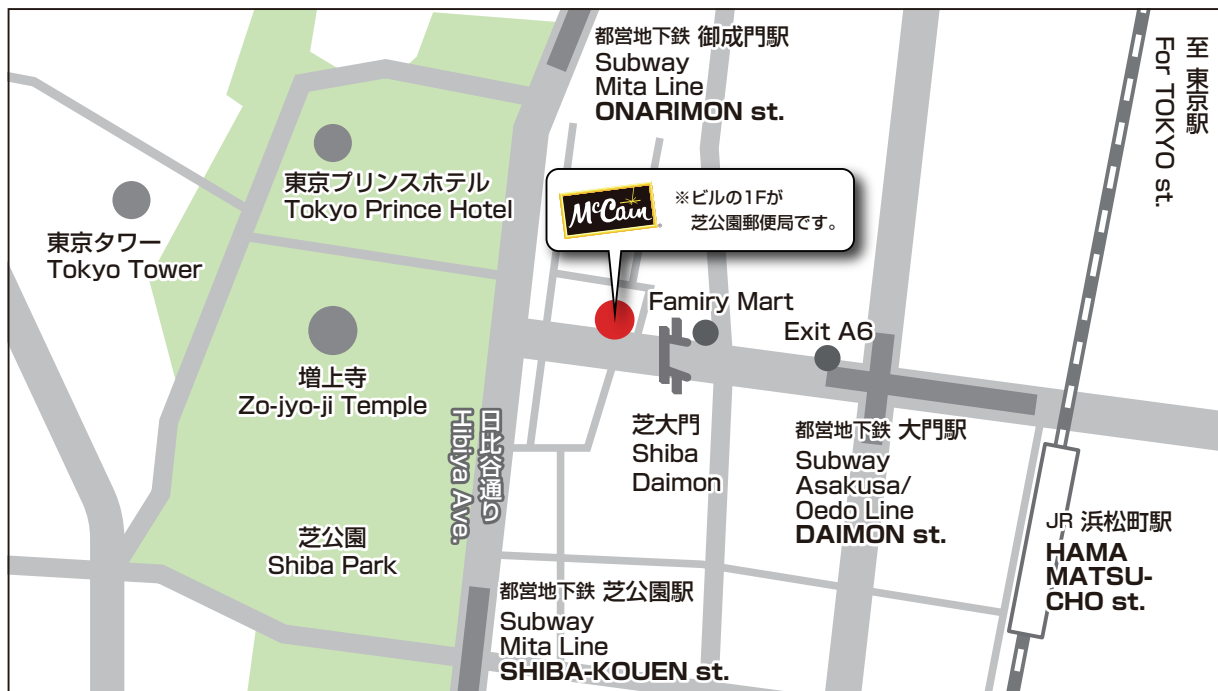 都営地下鉄 御成門駅
Subway
Mita Line
ONARIMON st.
至 東京駅
For TOKYO st.
東京プリンスホテル
Tokyo Prince Hotel
McCain
※ビルの1Fが
芝公園郵便局です。
東京タワー
Tokyo Tower
Famiry Mart
Exit A6
増上寺
Zo-jyo-ji Temple
日比谷通り
Hibiya Ave.
芝大門
Shiba
Daimon
都営地下鉄 大門駅
Subway
Asakusa/
Oedo Line
DAIMON st.
JR 浜松町駅
HAMA
MATSU-
CHO st.
芝公園
Shiba Park
都営地下鉄 芝公園駅
Subway
Mita Line
SHIBA-KOUEN st.